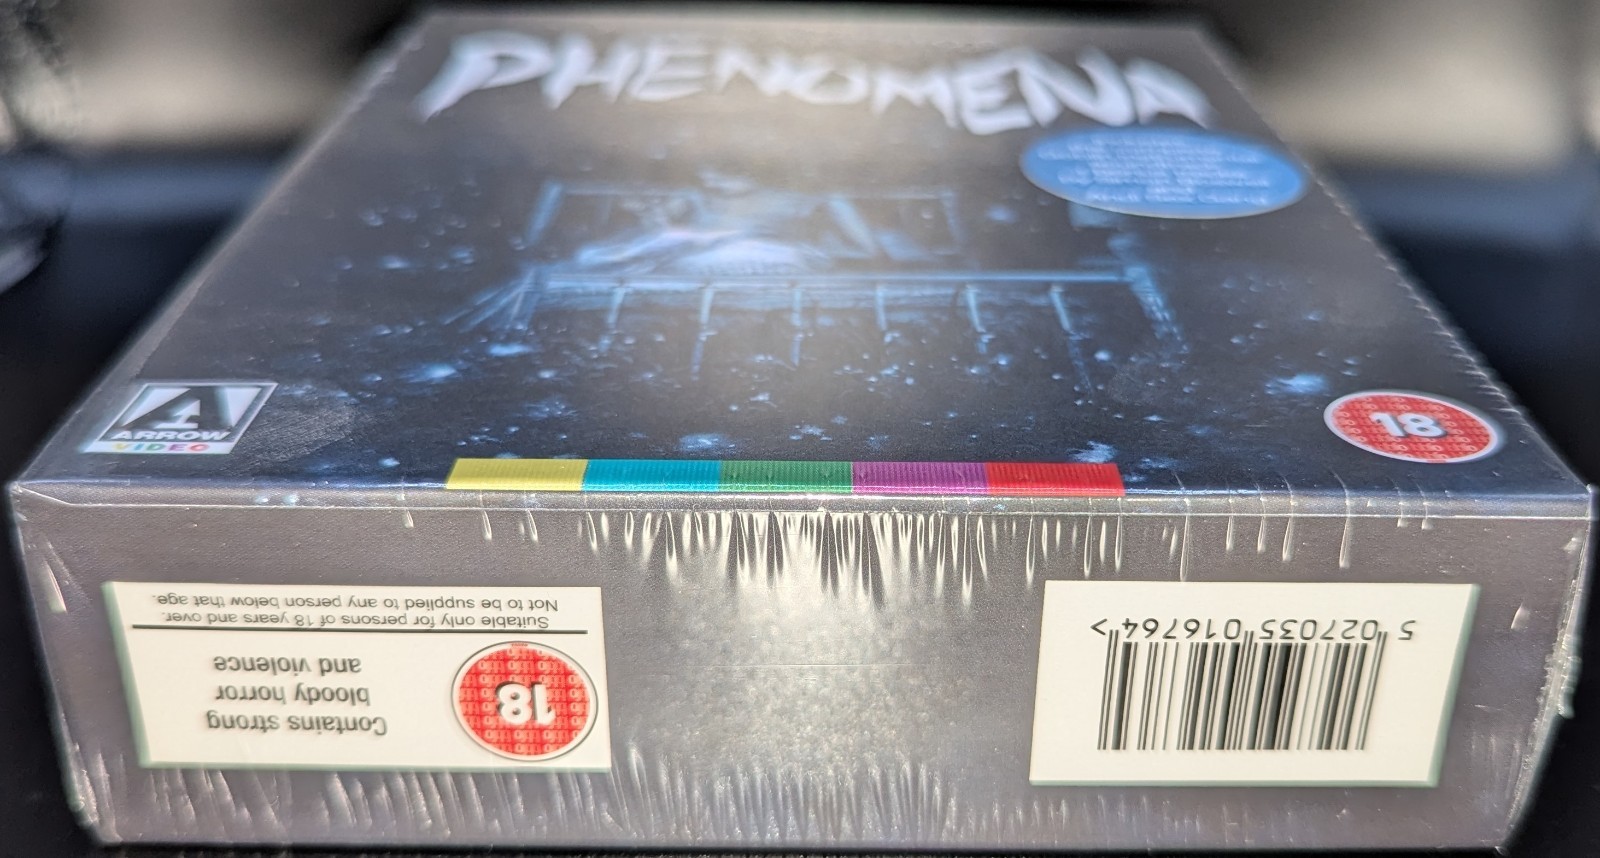 PHENOMENA
A
ARROW
VIDEO
18
Contains strong
bloody horror
and violence
18
Suitable only for persons of 18 years and over.
Not to be supplied to any person below that age.
5 027035 016764 >